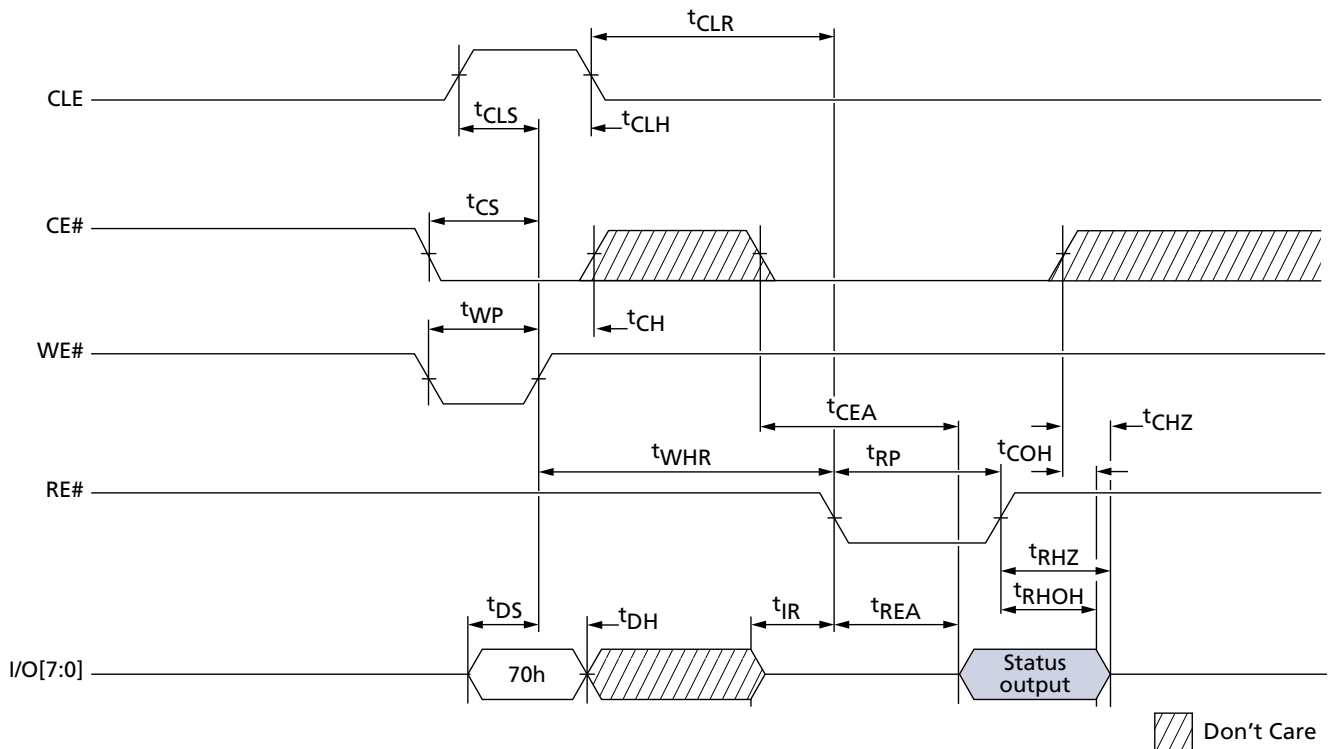 tCLR
CLE
tCLS
tCLH
tCS
CE#
tWP
tCH
WE#
tCEA
tCHZ
tWHR
tRP
tCOH
RE#
tRHZ
tDS
tDH
tIR
tREA
tRHOH
I/O[7:0]
70h
Status
output
Don't Care